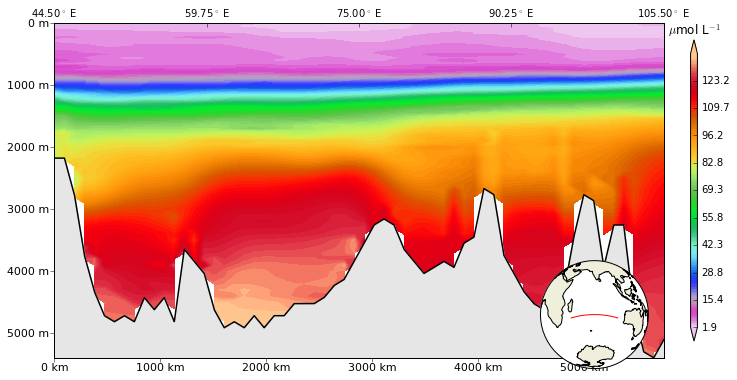 44.50° E 59.75° E 75.00° E 90.25° E 105.50° E
0 m
μmol L⁻¹
1000 m
2000 m
3000 m
4000 m
5000 m
123.2
109.7
96.2
82.8
69.3
55.8
42.3
28.8
15.4
1.9
0 km 1000 km 2000 km 3000 km 4000 km 5000 km